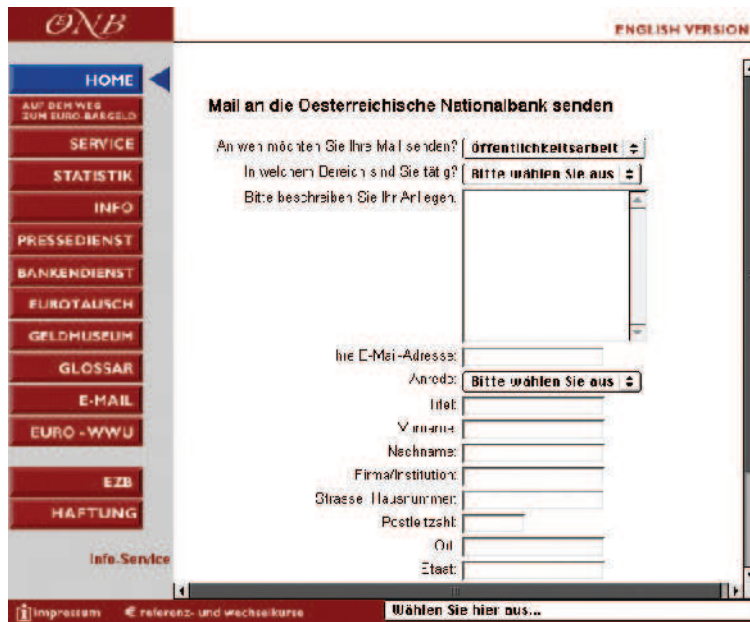 ŒNB
ENGLISH VERSION
HOME
AUF DEM WEG
ZUM EURO-BARGELD
SERVICE
STATISTIK
INFO
PRESSEDIENST
BANKENDIENST
EUROTAUSCH
GELDMUSEUM
GLOSSAR
E-MAIL
EURO - WWU
EZB
HAFTUNG
Info-Service
Mail an die Oesterreichische Nationalbank senden
An wen möchten Sie Ihre Mail senden? Öffentlichkeitsarbeit
In welchem Bereich sind Sie tätig? Bitte wählen Sie aus
Bitte beschreiben Sie Ihr Anliegen:
Ihre E-Mail-Adresse:
Anrede: Bitte wählen Sie aus
Titel:
Vorname:
Nachname:
Firma/Institution:
Strasse, Hausnummer:
Postleitzahl:
Ort:
Staat:
Impressum € referenz- und wechselkurse Wählen Sie hier aus...